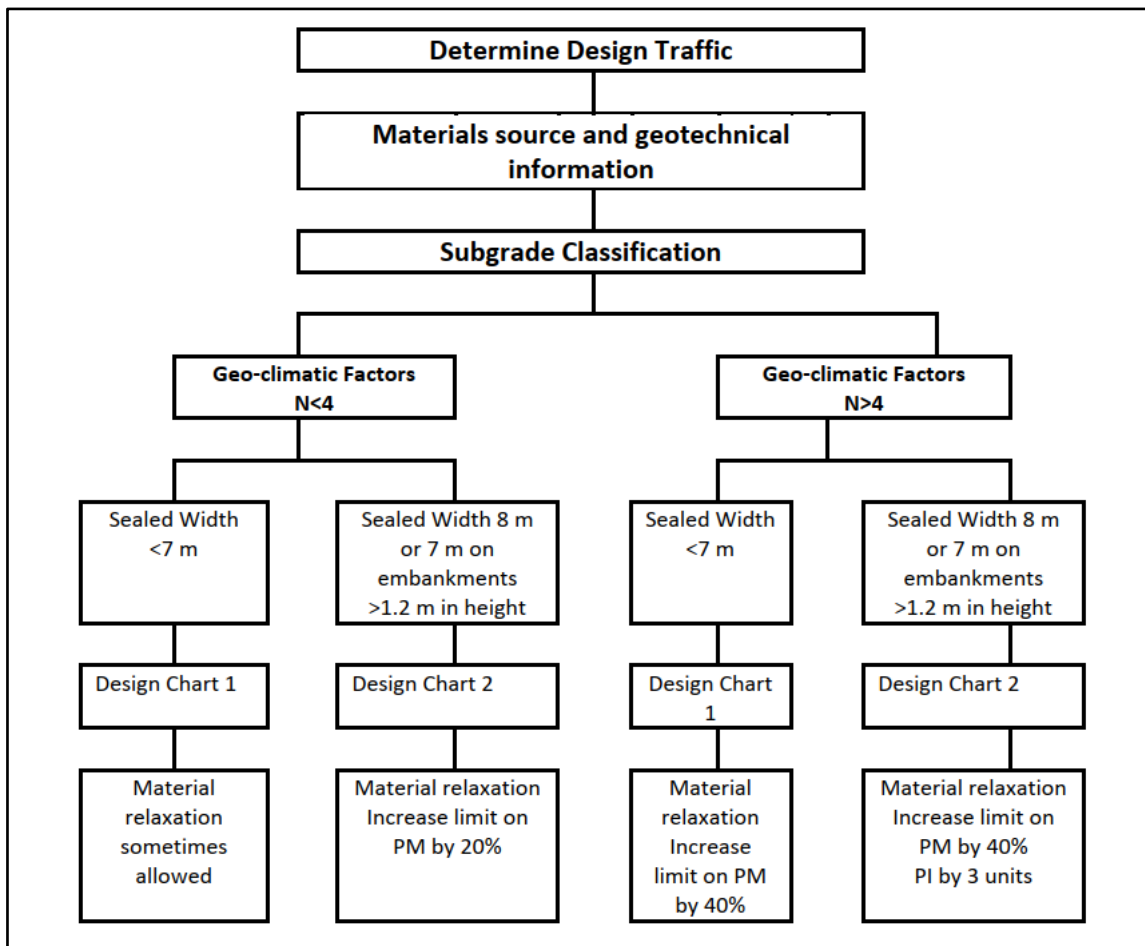 Determine Design Traffic
Materials source and geotechnical
information
Subgrade Classification
Geo-climatic Factors
N<4
Geo-climatic Factors
N>4
Sealed Width
<7 m
Sealed Width 8 m
or 7 m on
embankments
>1.2 m in height
Sealed Width
<7 m
Sealed Width 8 m
or 7 m on
embankments
>1.2 m in height
Design Chart 1
Design Chart 2
Design Chart
1
Design Chart 2
Material
relaxation
sometimes
allowed
Material relaxation
Increase limit on
PM by 20%
Material
relaxation
Increase
limit on PM
by 40%
Material relaxation
Increase limit on
PM by 40%
PI by 3 units